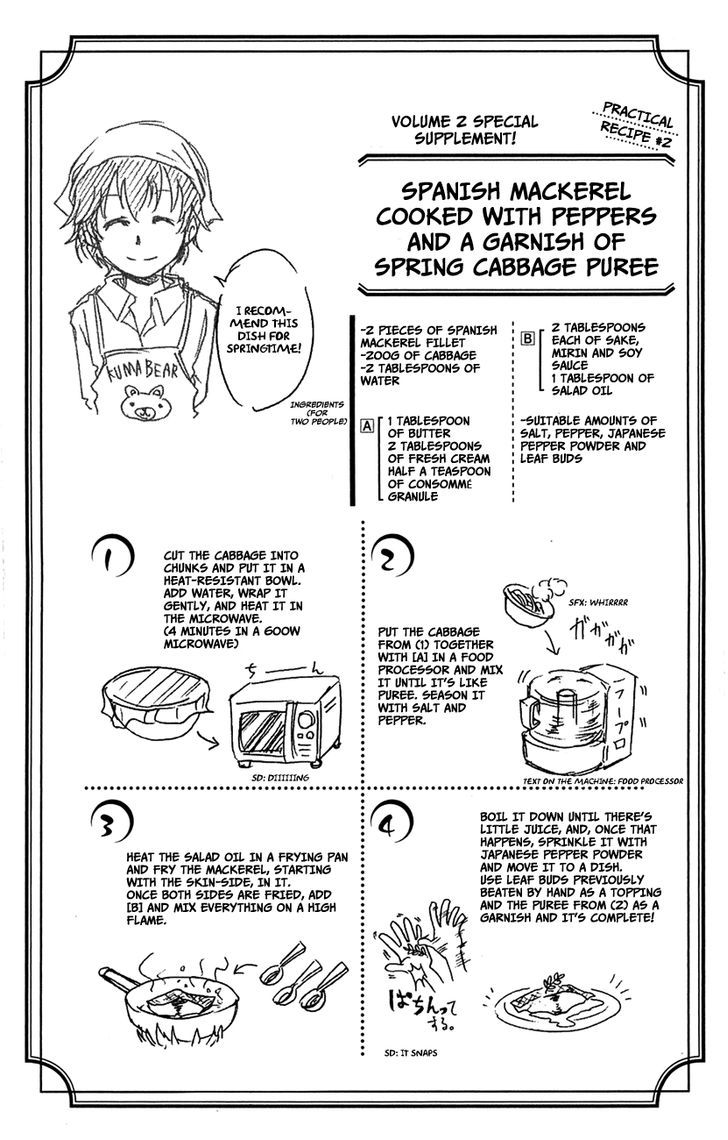 VOLUME 2 SPECIAL
SUPPLEMENT!
PRACTICAL
RECIPE #2
SPANISH MACKEREL
COOKED WITH PEPPERS
AND A GARNISH OF
SPRING CABBAGE PUREE
I RECOM-
MEND THIS
DISH FOR
SPRINGTIME!
KUMA BEAR
INGREDIENTS
(FOR
TWO PEOPLE)
-2 PIECES OF SPANISH
MACKEREL FILLET
-200G OF CABBAGE
-2 TABLESPOONS OF
WATER
A
1 TABLESPOON
OF BUTTER
2 TABLESPOONS
OF FRESH CREAM
HALF A TEASPOON
OF CONSOMMÉ
GRANULE
B
2 TABLESPOONS
EACH OF SAKE,
MIRIN AND SOY
SAUCE
1 TABLESPOON OF
SALAD OIL
-SUITABLE AMOUNTS OF
SALT, PEPPER, JAPANESE
PEPPER POWDER AND
LEAF BUDS
1
CUT THE CABBAGE INTO
CHUNKS AND PUT IT IN A
HEAT-RESISTANT BOWL.
ADD WATER, WRAP IT
GENTLY, AND HEAT IT IN
THE MICROWAVE.
(4 MINUTES IN A 600W
MICROWAVE)
ち〜ん
SD: DIIIIIING
2
PUT THE CABBAGE
FROM (1) TOGETHER
WITH [A] IN A FOOD
PROCESSOR AND MIX
IT UNTIL IT'S LIKE
PUREE. SEASON IT
WITH SALT AND
PEPPER.
SFX: WHIRRRR
ガガガガ
フープロ
TEXT ON THE MACHINE: FOOD PROCESSOR
3
HEAT THE SALAD OIL IN A FRYING PAN
AND FRY THE MACKEREL, STARTING
WITH THE SKIN-SIDE, IN IT.
ONCE BOTH SIDES ARE FRIED, ADD
[B] AND MIX EVERYTHING ON A HIGH
FLAME.
4
BOIL IT DOWN UNTIL THERE'S
LITTLE JUICE, AND, ONCE THAT
HAPPENS, SPRINKLE IT WITH
JAPANESE PEPPER POWDER
AND MOVE IT TO A DISH.
USE LEAF BUDS PREVIOUSLY
BEATEN BY HAND AS A TOPPING
AND THE PUREE FROM (2) AS A
GARNISH AND IT'S COMPLETE!
ぱちんって
する。
SD: IT SNAPS